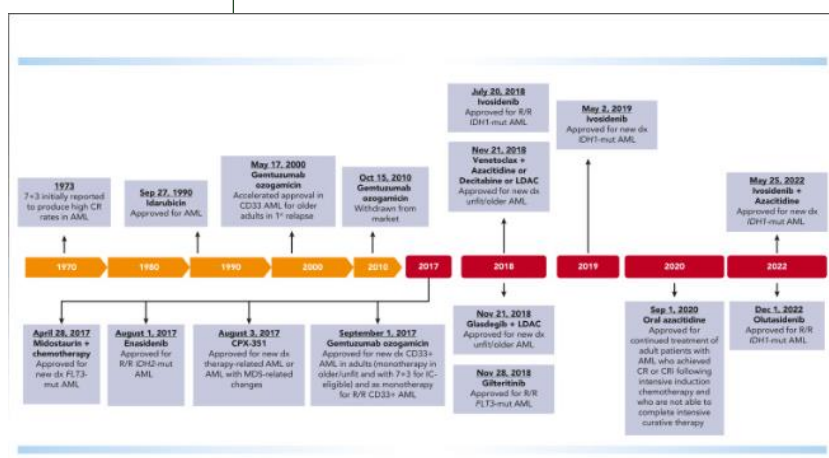 July 20, 2018
Ivosidenib
Approved for R/R
IDH1-mut AML
May 2, 2019
Ivosidenib
Approved for new dx
IDH1-mut AML
Nov 21, 2018
Venetoclax +
Azacitidine or
Decitabine or LDAC
Approved for new dx
unfit/older AML
May 17, 2000
Gemtuzumab
ozogamicin
Accelerated approval in
CD33 AML for older
adults in 1st relapse
1973
7+3 initially reported
to produce high CR
rates in AML
Sep 27, 1990
Idarubicin
Approved for AML
Oct 15, 2010
Gemtuzumab
ozogamicin
Withdrawn from
market
May 25, 2022
Ivosidenib +
Azacitidine
Approved for new dx
IDH1-mut AML
1970
1980
1990
2000
2010
2017
2018
2019
2020
2022
April 28, 2017
Midostaurin +
chemotherapy
Approved for
new dx FLT3-
mut AML
August 1, 2017
Enasidenib
Approved for
R/R IDH2-mut
AML
August 3, 2017
CPX-351
Approved for new dx
therapy-related AML or
AML with MDS-related
changes
September 1, 2017
Gemtuzumab ozogamicin
Approved for new dx CD33+
AML in adults (monotherapy in
older/unfit and with 7+3 for IC-
eligible) and as monotherapy
for R/R CD33+ AML
Nov 21, 2018
Glasdegib + LDAC
Approved for new dx
unfit/older AML
Nov 28, 2018
Gilteritinib
Approved for R/R
FLT3-mut AML
Sep 1, 2020
Oral azacitidine
Approved for
continued treatment of
adult patients with
AML who achieved
CR or CRI following
intensive induction
chemotherapy and
who are not able to
complete intensive
curative therapy
Dec 1, 2022
Olutasidenib
Approved for R/R
IDH1-mut AML